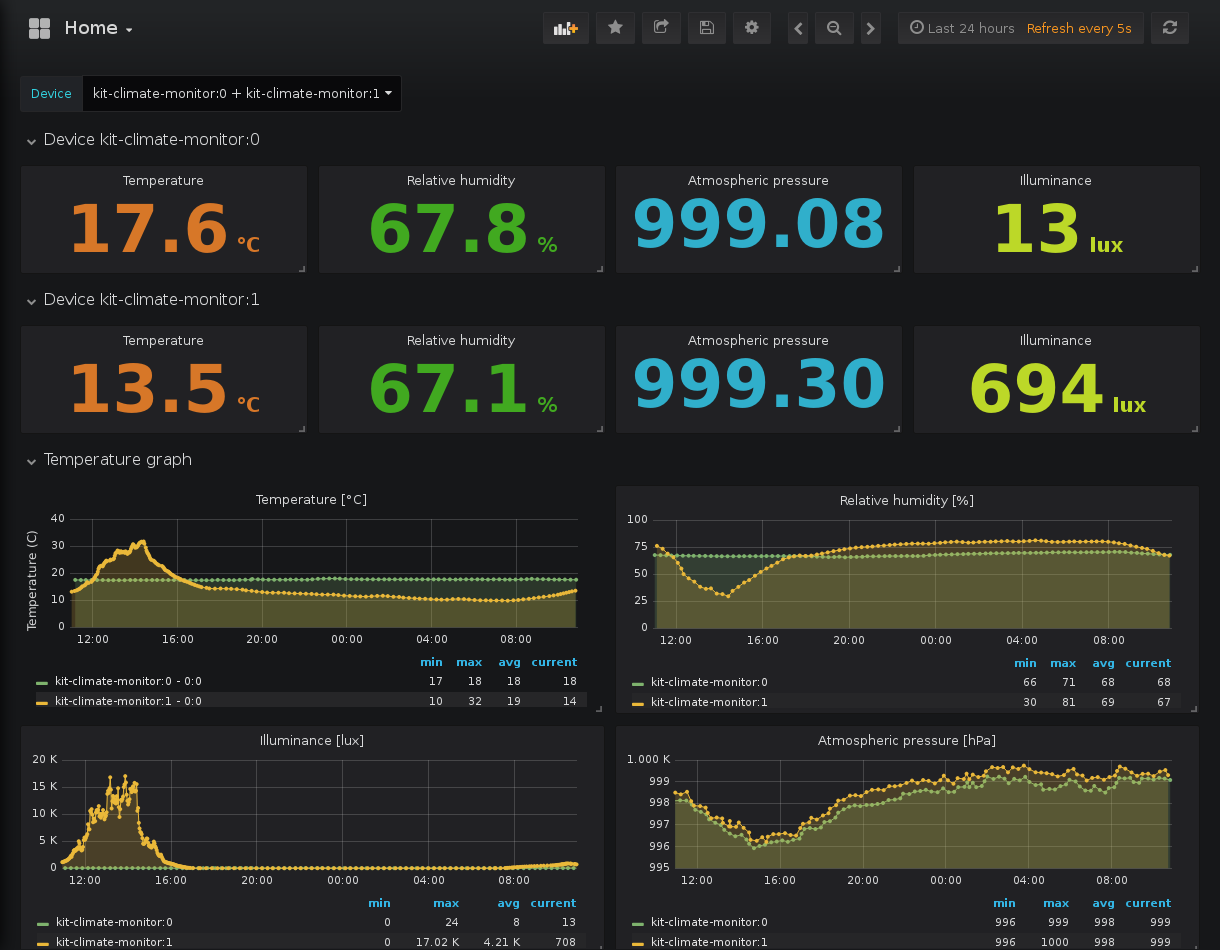 Home
Last 24 hours Refresh every 5s
Device kit-climate-monitor:0 + kit-climate-monitor:1
Device kit-climate-monitor:0
Temperature Relative humidity Atmospheric pressure Illuminance
17.6 °C 67.8 % 999.08 13 lux
Device kit-climate-monitor:1
Temperature Relative humidity Atmospheric pressure Illuminance
13.5 °C 67.1 % 999.30 694 lux
Temperature graph
Temperature [°C]
Temperature (C)
40
30
20
10
0
12:00 16:00 20:00 00:00 04:00 08:00
min max avg current
kit-climate-monitor:0 - 0:0 17 18 18 18
kit-climate-monitor:1 - 0:0 10 32 19 14
Relative humidity [%]
100
75
50
25
0
12:00 16:00 20:00 00:00 04:00 08:00
min max avg current
kit-climate-monitor:0 66 71 68 68
kit-climate-monitor:1 30 81 69 67
Illuminance [lux]
20 K
15 K
10 K
5 K
0
12:00 16:00 20:00 00:00 04:00 08:00
min max avg current
kit-climate-monitor:0 0 24 8 13
kit-climate-monitor:1 0 17.02 K 4.21 K 708
Atmospheric pressure [hPa]
1.000 K
999
998
997
996
995
12:00 16:00 20:00 00:00 04:00 08:00
min max avg current
kit-climate-monitor:0 996 999 998 999
kit-climate-monitor:1 996 1000 998 999